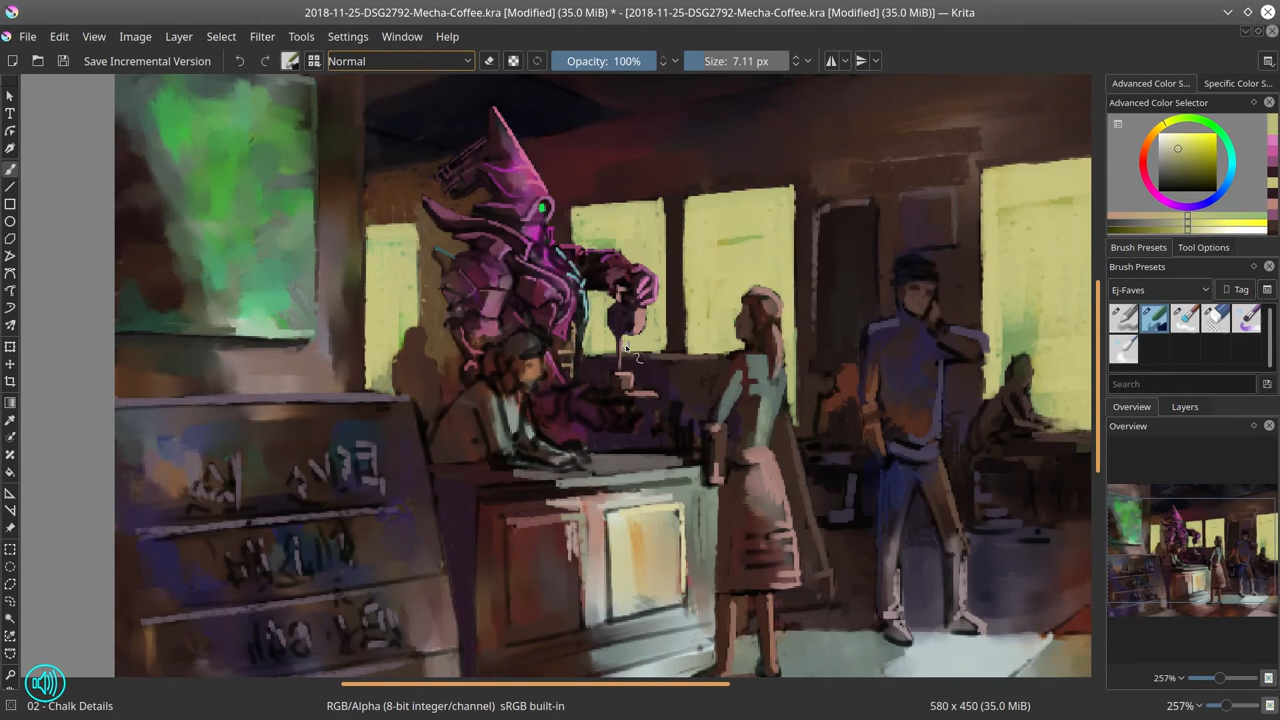 2018-11-25-DSG2792-Mecha-Coffee.kra [Modified] (35.0 MiB) * - [2018-11-25-DSG2792-Mecha-Coffee.kra [Modified] (35.0 MiB)] — Krita
File Edit View Image Layer Select Filter Tools Settings Window Help
Save Incremental Version Normal Opacity: 100% Size: 7.11 px
Advanced Color S... Specific Color S...
Advanced Color Selector
Brush Presets Tool Options
Brush Presets
Ej-Faves Tag
Search
Overview Layers
Overview
257%
02 - Chalk Details RGB/Alpha (8-bit integer/channel) sRGB built-in 580 x 450 (35.0 MiB) 257%